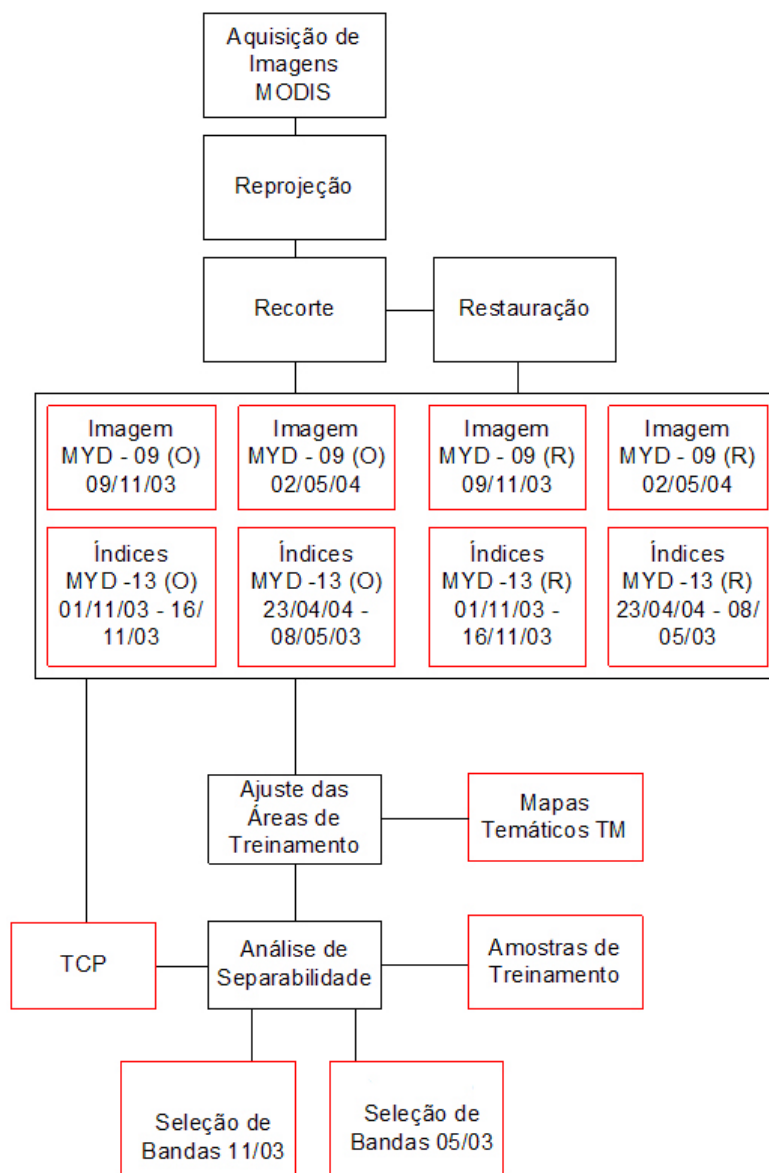 Aquisição de
Imagens
MODIS
Reprojeção
Recorte
Restauração
Imagem
MYD - 09 (O)
09/11/03
Imagem
MYD - 09 (O)
02/05/04
Imagem
MYD - 09 (R)
09/11/03
Imagem
MYD - 09 (R)
02/05/04
Índices
MYD -13 (O)
01/11/03 - 16/
11/03
Índices
MYD -13 (O)
23/04/04 -
08/05/03
Índices
MYD -13 (R)
01/11/03 -
16/11/03
Índices
MYD -13 (R)
23/04/04 - 08/
05/03
Ajuste das
Áreas de
Treinamento
Mapas
Temáticos TM
TCP
Análise de
Separabilidade
Amostras de
Treinamento
Seleção de
Bandas 11/03
Seleção de
Bandas 05/03